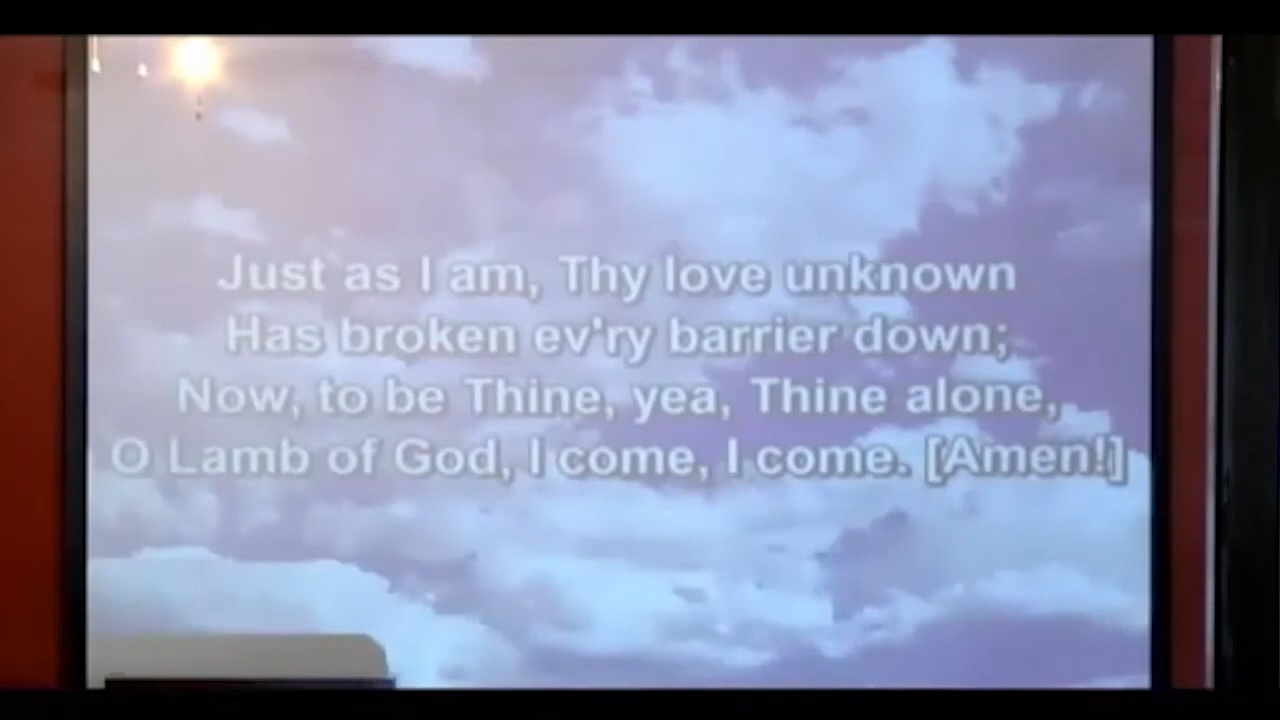 Just as I am, Thy love unknown
Has broken ev'ry barrier down;
Now, to be Thine, yea, Thine alone,
O Lamb of God, I come, I come. [Amen!]